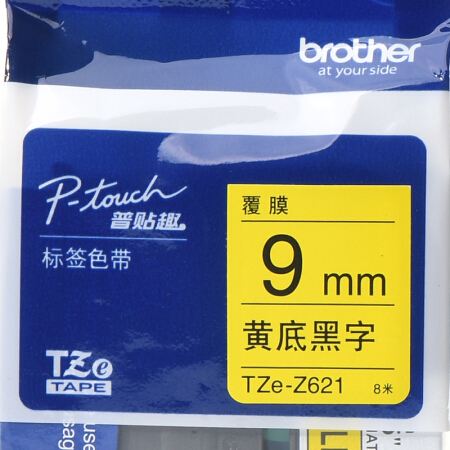 brother
at your side
P-touch
普贴趣
标签色带
TZe
TAPE
覆膜
9 mm
黄底黑字
TZe-Z621 8米